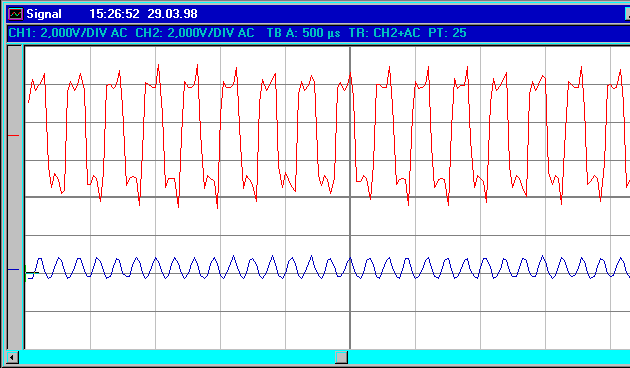 Signal 15:26:52 29.03.98
CH1: 2,000V/DIV AC CH2: 2,000V/DIV AC TB A: 500 µs TR: CH2+AC PT: 25